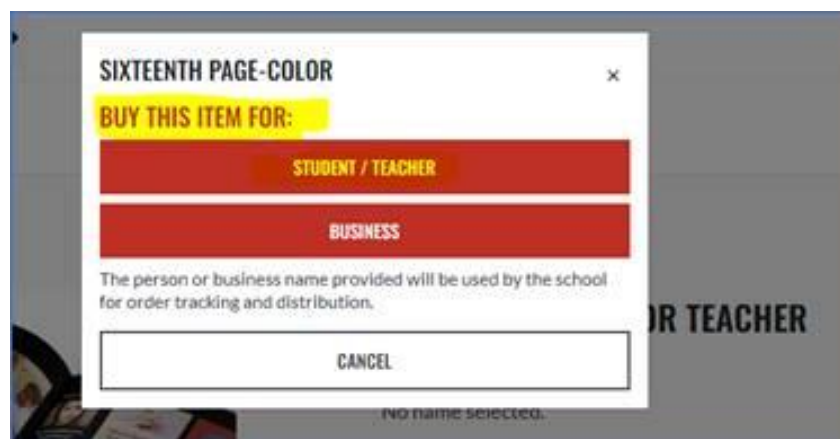 SIXTEENTH PAGE-COLOR
×
BUY THIS ITEM FOR:
STUDENT / TEACHER
BUSINESS
The person or business name provided will be used by the school
for order tracking and distribution.
OR TEACHER
CANCEL
No name selected.